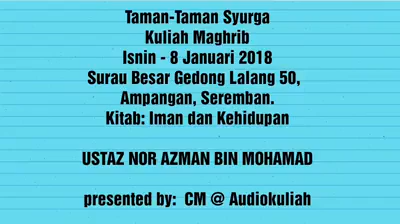 Taman-Taman Syurga
Kuliah Maghrib
Isnin - 8 Januari 2018
Surau Besar Gedong Lalang 50,
Ampangan, Seremban.
Kitab: Iman dan Kehidupan
USTAZ NOR AZMAN BIN MOHAMAD
presented by: CM @ Audiokuliah